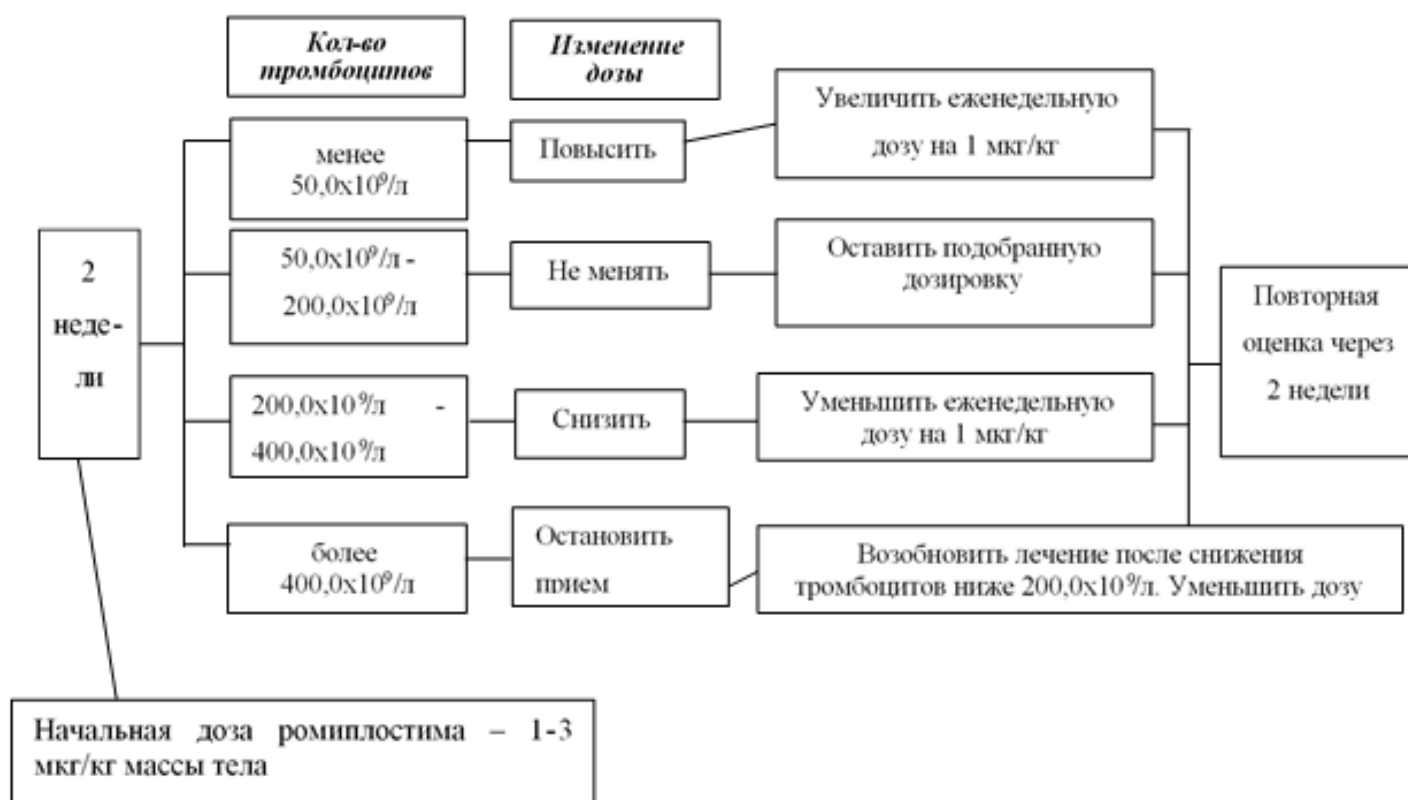 Кол-во
тромбоцитов
Изменение
дозы
менее
50,0х10⁹/л
Повысить
Увеличить еженедельную
дозу на 1 мкг/кг
2
неде-
ли
50,0х10⁹/л -
200,0х10⁹/л
Не менять
Оставить подобранную
дозировку
Повторная
оценка через
2 недели
200,0х10⁹/л -
400,0х10⁹/л
Снизить
Уменьшить еженедельную
дозу на 1 мкг/кг
более
400,0х10⁹/л
Остановить
прием
Возобновить лечение после снижения
тромбоцитов ниже 200,0х10⁹/л. Уменьшить дозу
Начальная доза ромиплостима – 1-3
мкг/кг массы тела